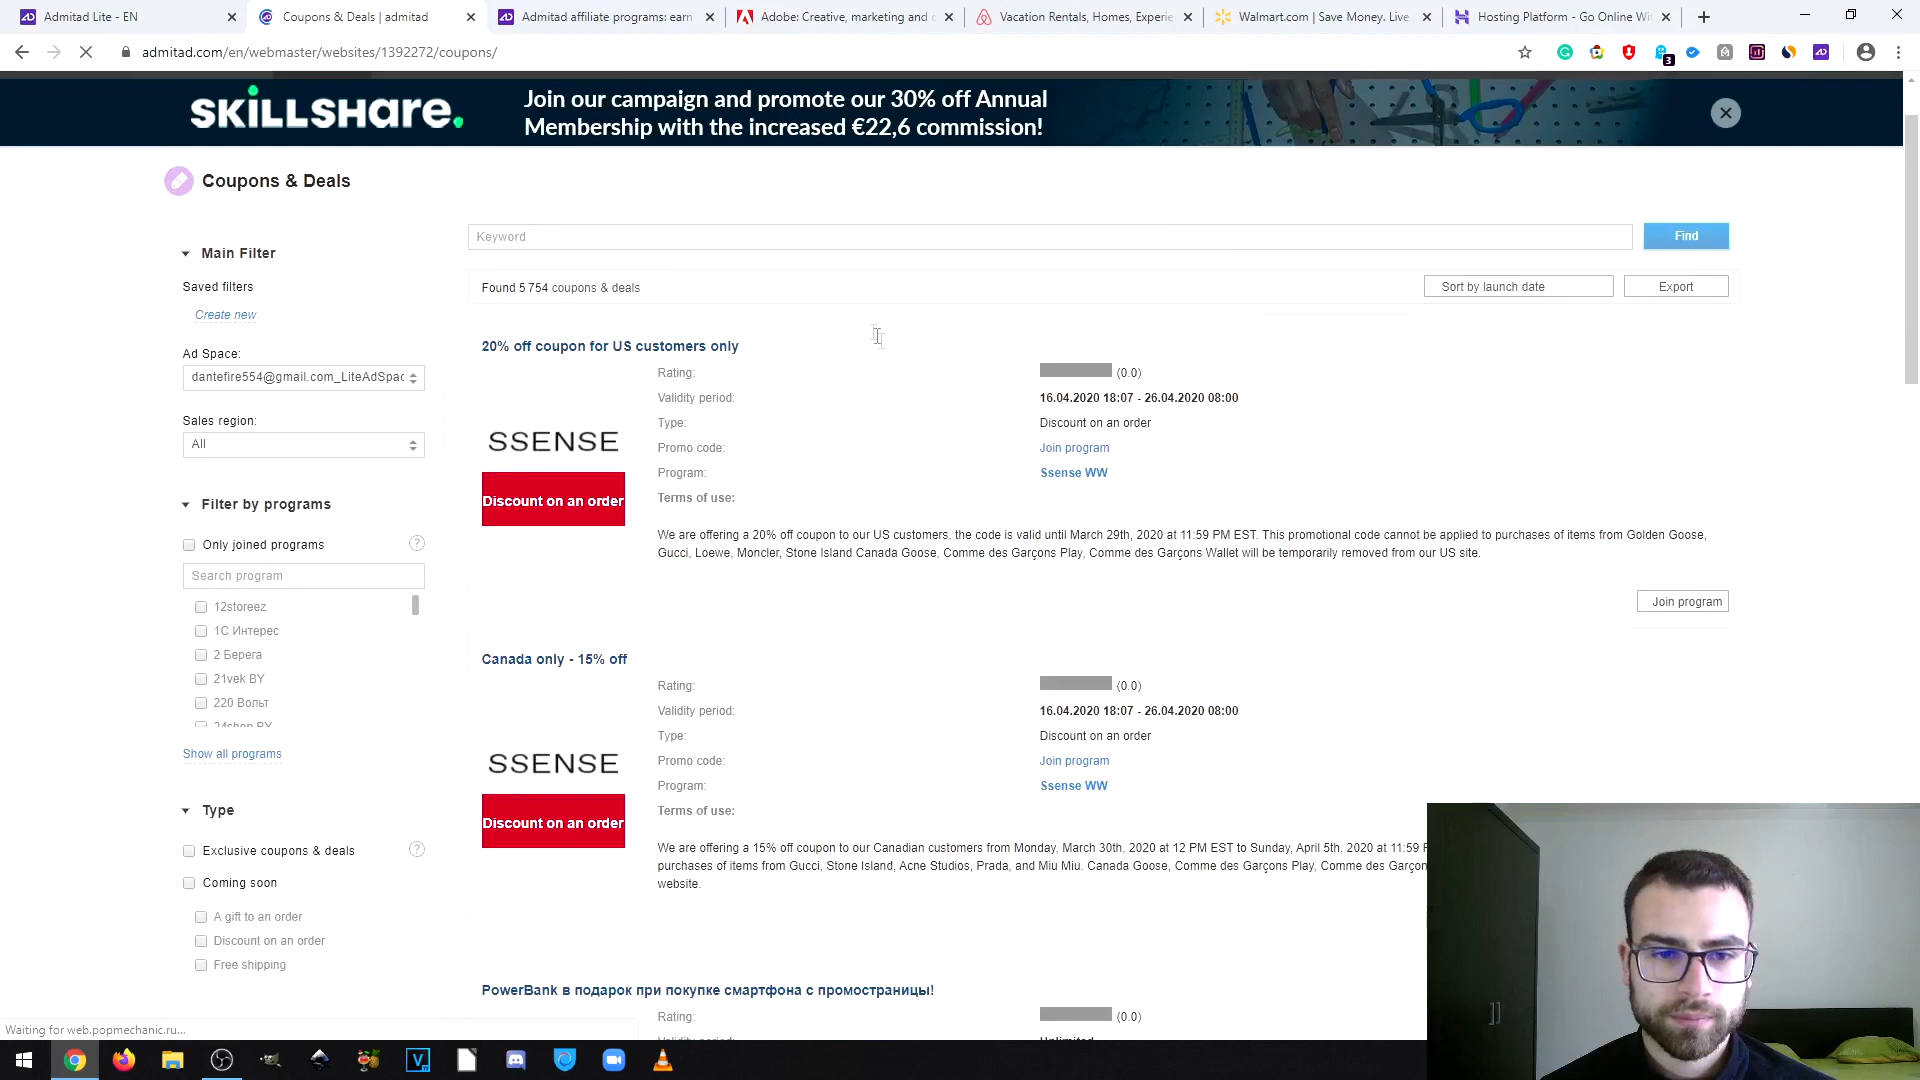 Admitad Lite - EN
Coupons & Deals | admitad
Admitad affiliate programs: earn
Adobe: Creative, marketing and
Vacation Rentals, Homes, Experie
Walmart.com | Save Money. Live
Hosting Platform - Go Online Wi
admitad.com/en/webmaster/websites/1392272/coupons/
3
SKILLSHARE.
Join our campaign and promote our 30% off Annual
Membership with the increased €22,6 commission!
Coupons & Deals
Main Filter
Saved filters
Create new
Ad Space:
dantefire554@gmail.com_LiteAdSpac
Sales region:
All
Filter by programs
Only joined programs
?
Search program
12storeez
1С Интерес
2 Берега
21vek BY
220 Вольт
24shop BY
Show all programs
Type
Exclusive coupons & deals
?
Coming soon
A gift to an order
Discount on an order
Free shipping
Keyword
Find
Found 5 754 coupons & deals
Sort by launch date
Export
20% off coupon for US customers only
SSENSE
Discount on an order
Rating: (0.0)
Validity period: 16.04.2020 18:07 - 26.04.2020 08:00
Type: Discount on an order
Promo code: Join program
Program: Ssense WW
Terms of use:
We are offering a 20% off coupon to our US customers, the code is valid until March 29th, 2020 at 11:59 PM EST. This promotional code cannot be applied to purchases of items from Golden Goose,
Gucci, Loewe, Moncler, Stone Island Canada Goose, Comme des Garçons Play, Comme des Garçons Wallet will be temporarily removed from our US site.
Join program
Canada only - 15% off
SSENSE
Discount on an order
Rating: (0.0)
Validity period: 16.04.2020 18:07 - 26.04.2020 08:00
Type: Discount on an order
Promo code: Join program
Program: Ssense WW
Terms of use:
We are offering a 15% off coupon to our Canadian customers from Monday, March 30th, 2020 at 12 PM EST to Sunday, April 5th, 2020 at 11:59
purchases of items from Gucci, Stone Island, Acne Studios, Prada, and Miu Miu. Canada Goose, Comme des Garçons Play, Comme des Garçon
website.
PowerBank в подарок при покупке смартфона с промостраницы!
Rating: (0.0)
Validity period: Unlimited
Waiting for web.popmechanic.ru...